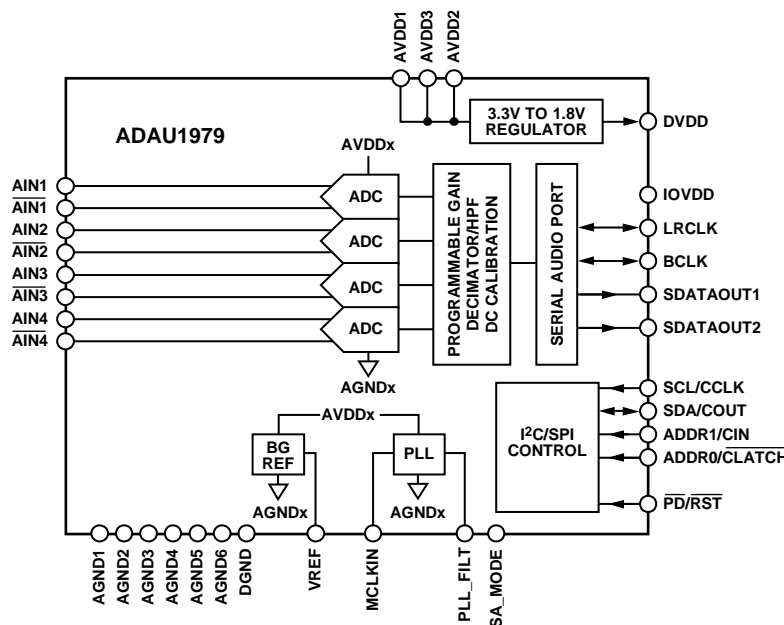 AVDD1
AVDD3
AVDD2
ADAU1979
3.3V TO 1.8V
REGULATOR
DVDD
AVDDx
IOVDD
AIN1
AIN1
AIN2
AIN2
AIN3
AIN3
AIN4
AIN4
ADC
ADC
ADC
ADC
AGNDx
PROGRAMMABLE GAIN
DECIMATOR/HPF
DC CALIBRATION
SERIAL AUDIO PORT
LRCLK
BCLK
SDATAOUT1
SDATAOUT2
I2C/SPI
CONTROL
SCL/CCLK
SDA/COUT
ADDR1/CIN
ADDR0/CLATCH
PD/RST
AVDDx
BG
REF
PLL
AGNDx
AGNDx
AGND1
AGND2
AGND3
AGND4
AGND5
AGND6
DGND
VREF
MCLKIN
PLL_FILT
SA_MODE